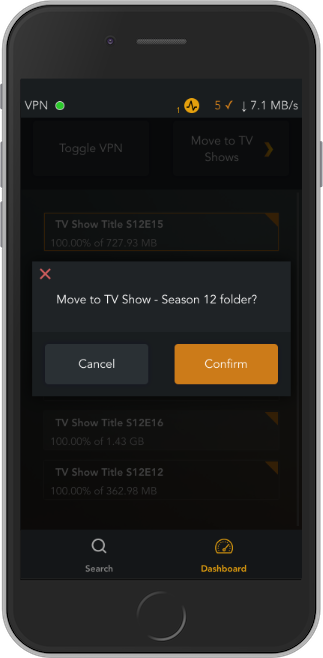 VPN 1 5 ✓ ↓ 7.1 MB/s
Toggle VPN
Move to TV
Shows
TV Show Title S12E15
100.00% of 727.93 MB
Move to TV Show - Season 12 folder?
Cancel
Confirm
TV Show Title S12E16
100.00% of 1.43 GB
TV Show Title S12E12
100.00% of 362.98 MB
Search
Dashboard